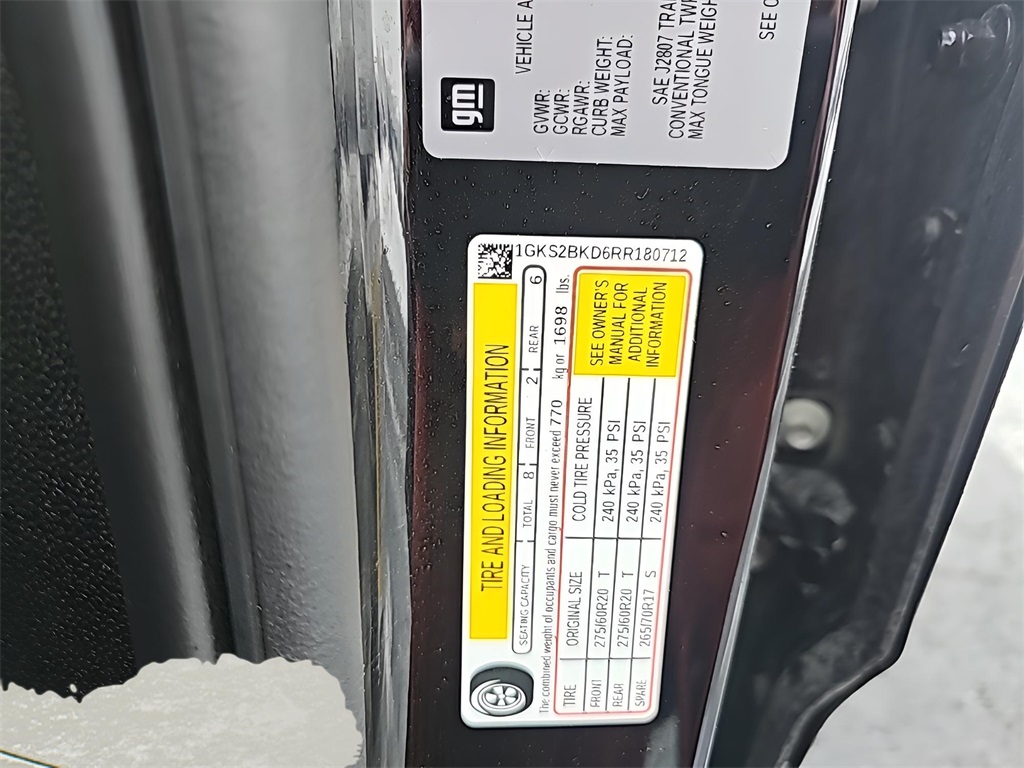 gm
VEHICLE A
GVWR:
GCWR:
RGAWR:
CURB WEIGHT:
MAX PAYLOAD:
SAE J2807 TRA
CONVENTIONAL TWR
MAX TONGUE WEIGH
SEE O
1GKS2BKD6RR180712
TIRE AND LOADING INFORMATION
SEATING CAPACITY TOTAL 8 FRONT 2 REAR 6
The combined weight of occupants and cargo must never exceed 770 kg or 1698 lbs.
TIRE ORIGINAL SIZE COLD TIRE PRESSURE
FRONT 275/60R20 T 240 kPa, 35 PSI
REAR 275/60R20 T 240 kPa, 35 PSI
SPARE 265/70R17 S 240 kPa, 35 PSI
SEE OWNER'S
MANUAL FOR
ADDITIONAL
INFORMATION